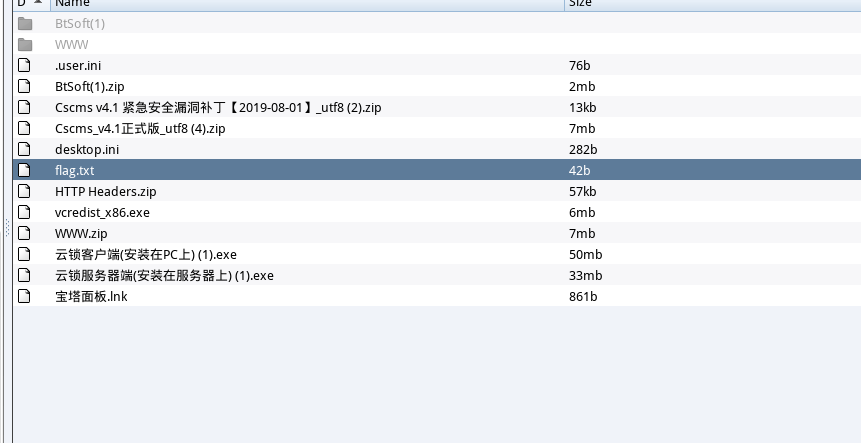 D Name Size
BtSoft(1)
WWW
.user.ini 76b
BtSoft(1).zip 2mb
Cscms v4.1 紧急安全漏洞补丁【2019-08-01】_utf8 (2).zip 13kb
Cscms_v4.1正式版_utf8 (4).zip 7mb
desktop.ini 282b
flag.txt 42b
HTTP Headers.zip 57kb
vcredist_x86.exe 6mb
WWW.zip 7mb
云锁客户端(安装在PC上) (1).exe 50mb
云锁服务器端(安装在服务器上) (1).exe 33mb
宝塔面板.lnk 861b